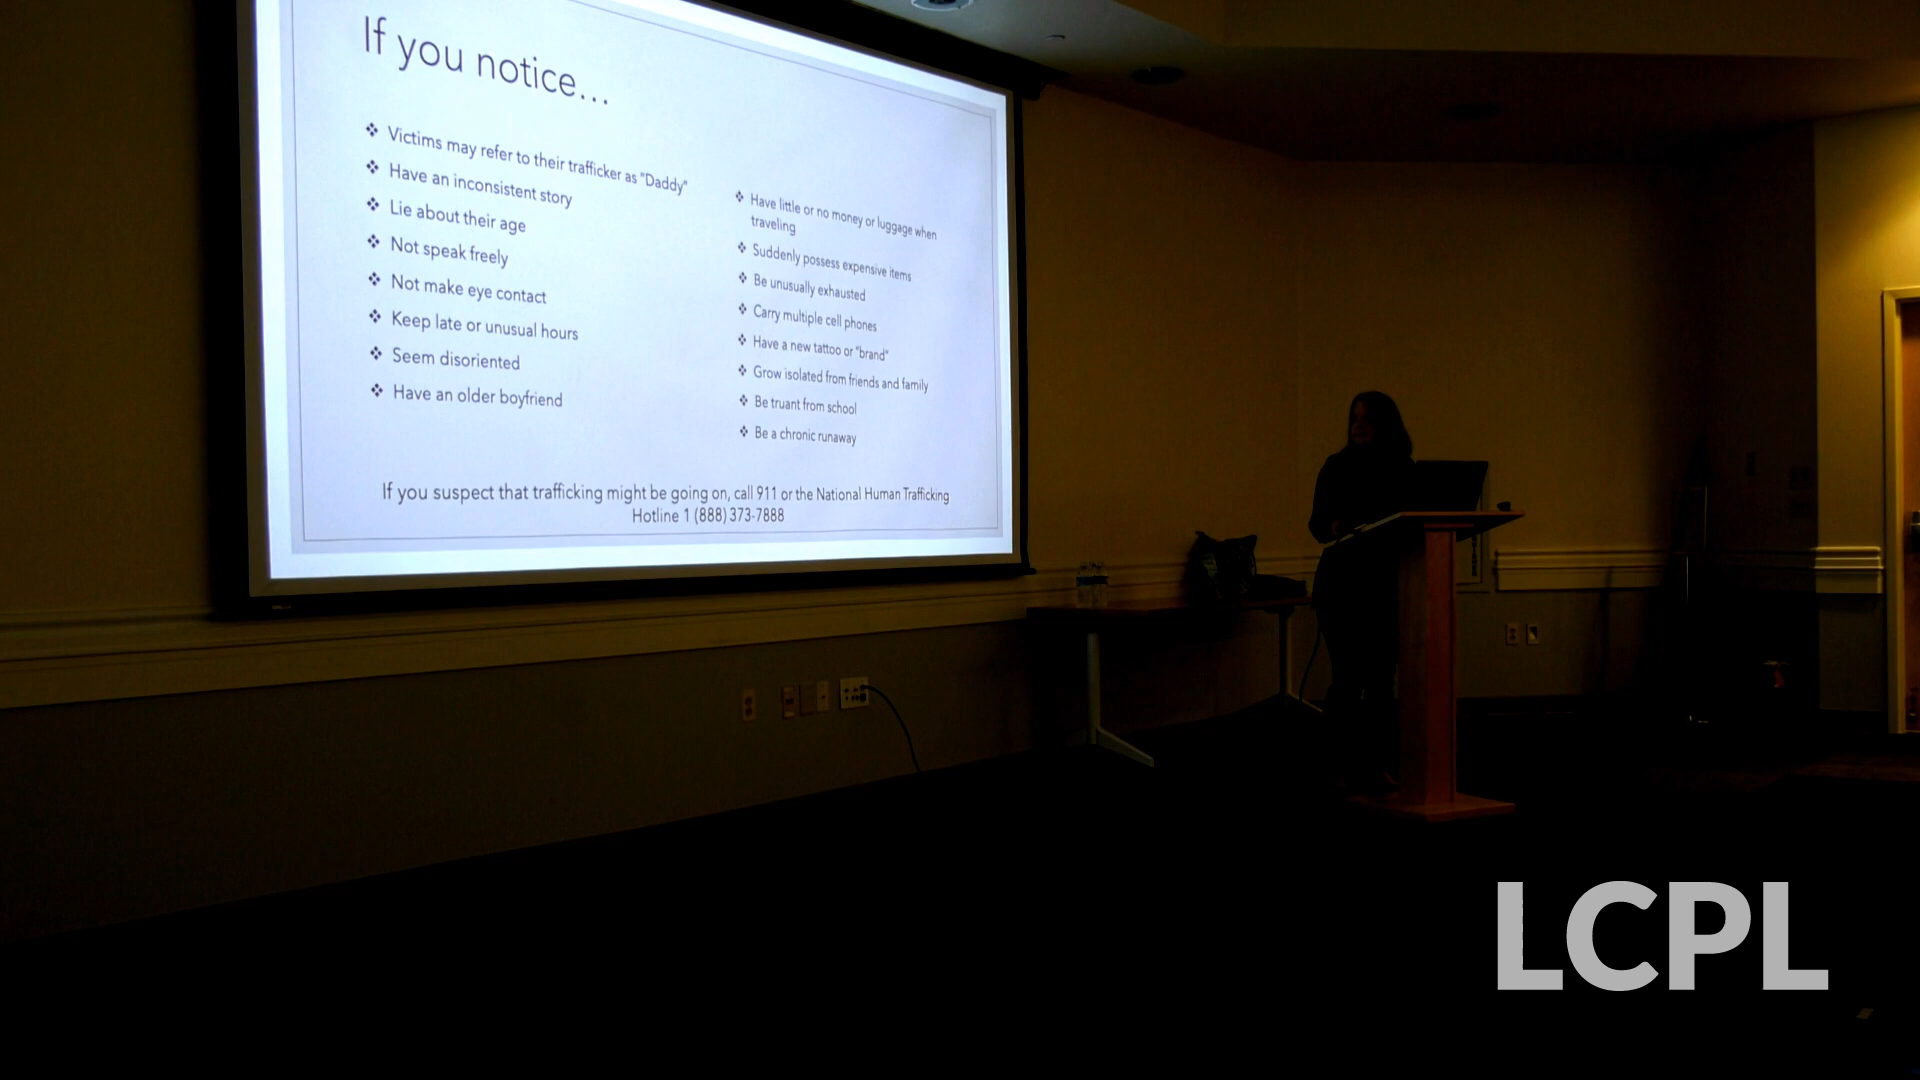 If you notice...
❖ Victims may refer to their trafficker as "Daddy"
❖ Have an inconsistent story
❖ Lie about their age
❖ Not speak freely
❖ Not make eye contact
❖ Keep late or unusual hours
❖ Seem disoriented
❖ Have an older boyfriend
❖ Have little or no money or luggage when
traveling
❖ Suddenly possess expensive items
❖ Be unusually exhausted
❖ Carry multiple cell phones
❖ Have a new tattoo or "brand"
❖ Grow isolated from friends and family
❖ Be truant from school
❖ Be a chronic runaway
If you suspect that trafficking might be going on, call 911 or the National Human Trafficking
Hotline 1 (888) 373-7888
LCPL